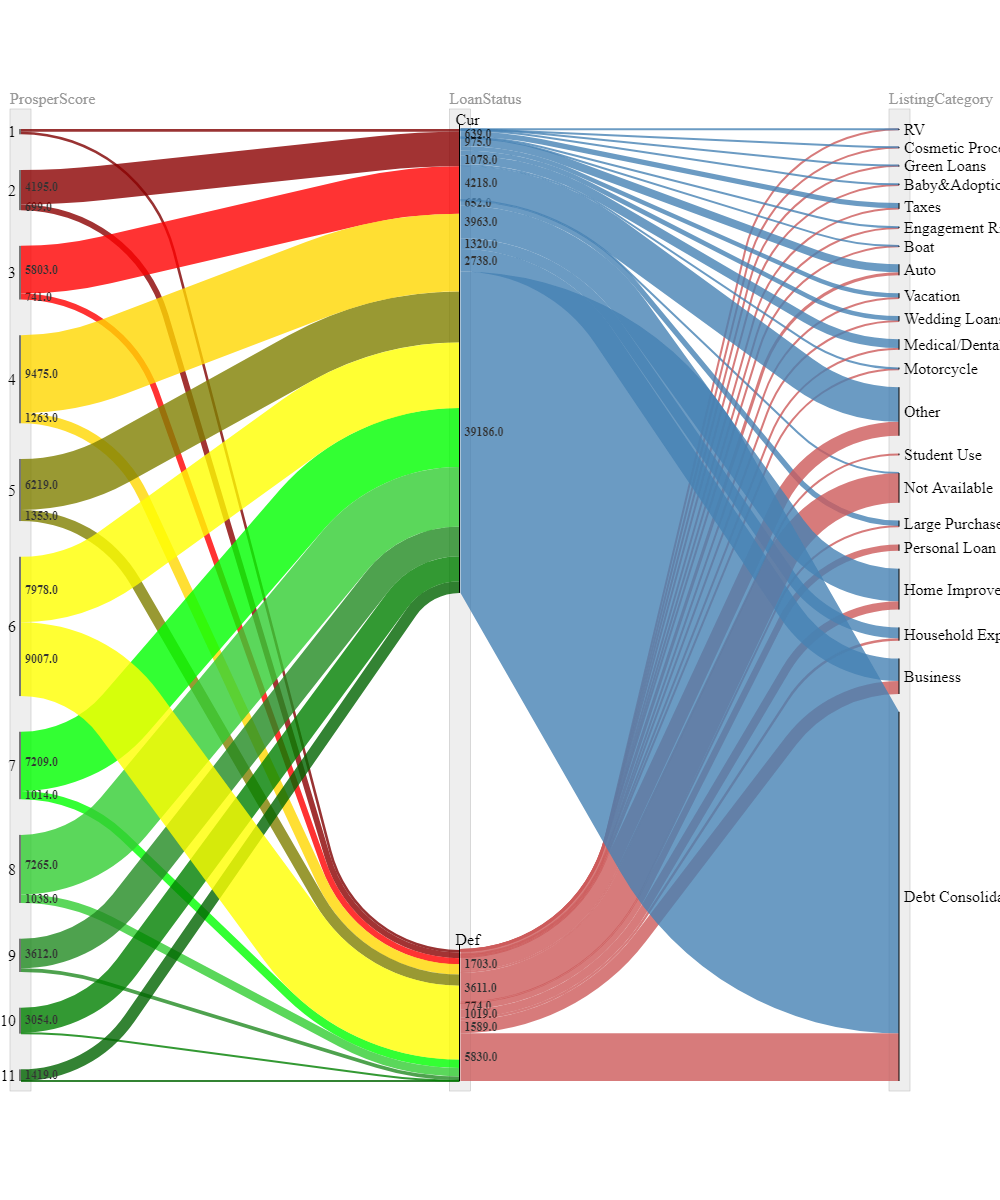 ProsperScore
LoanStatus
ListingCategory
1
2
3
4
5
6
7
8
9
10
11
4195.0
699.0
5803.0
741.0
9475.0
1263.0
6219.0
1353.0
7978.0
9007.0
7209.0
1014.0
7265.0
1038.0
3612.0
3054.0
1419.0
Cur
639.0
975.0
1078.0
4218.0
652.0
3963.0
1320.0
2738.0
39186.0
Def
1703.0
3611.0
774.0
1019.0
1589.0
5830.0
RV
Cosmetic Proce
Green Loans
Baby&Adoptio
Taxes
Engagement Ri
Boat
Auto
Vacation
Wedding Loans
Medical/Dental
Motorcycle
Other
Student Use
Not Available
Large Purchase
Personal Loan
Home Improve
Household Exp
Business
Debt Consolida